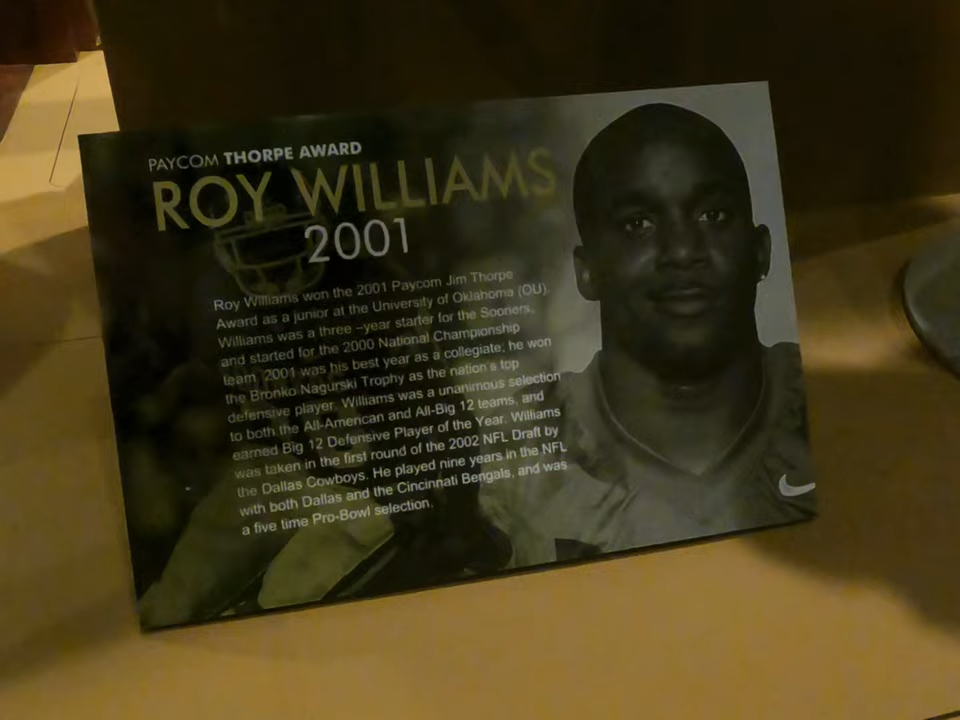 PAYCOM THORPE AWARD
ROY WILLIAMS
2001
Roy Williams won the 2001 Paycom Jim Thorpe
Award as a junior at the University of Oklahoma (OU).
Williams was a three –year starter for the Sooners,
and started for the 2000 National Championship
team. 2001 was his best year as a collegiate; he won
the Bronko Nagurski Trophy as the nation's top
defensive player. Williams was a unanimous selection
to both the All-American and All-Big 12 teams, and
earned Big 12 Defensive Player of the Year. Williams
was taken in the first round of the 2002 NFL Draft by
the Dallas Cowboys. He played nine years in the NFL
with both Dallas and the Cincinnati Bengals, and was
a five time Pro-Bowl selection.